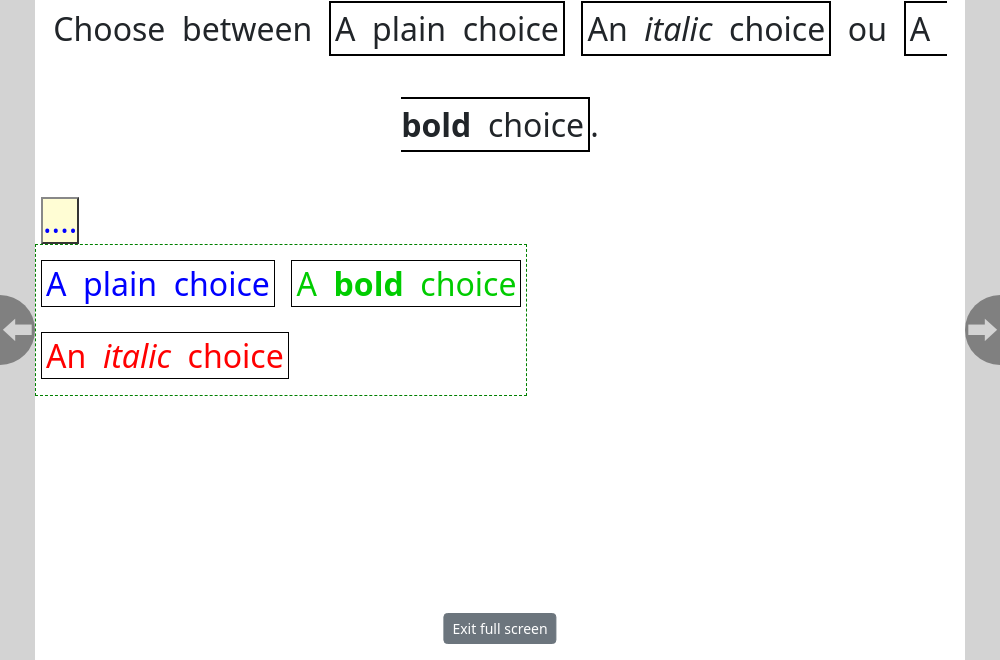 Choose between A plain choice An italic choice ou A
bold choice.
....
A plain choice A bold choice
An italic choice
Exit full screen